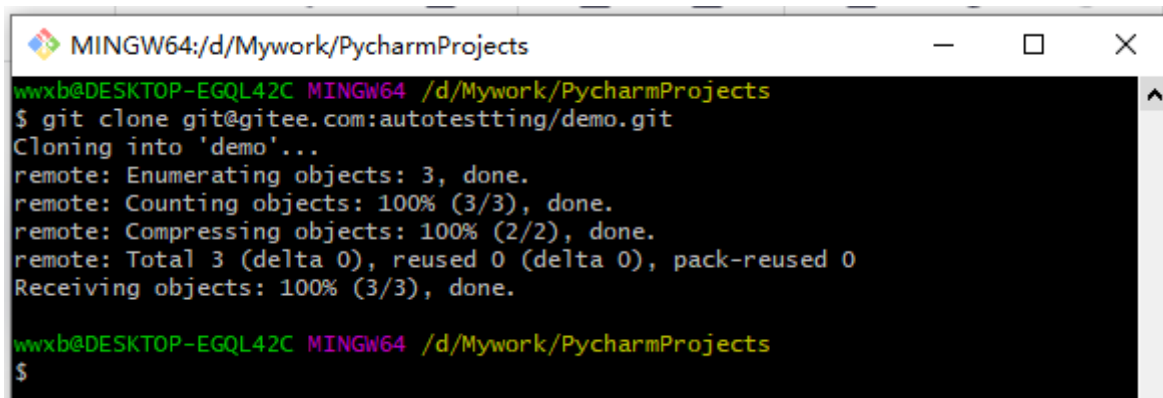 MINGW64:/d/Mywork/PycharmProjects
wwxb@DESKTOP-EGQL42C MINGW64 /d/Mywork/PycharmProjects
$ git clone git@gitee.com:autotestting/demo.git
Cloning into 'demo'...
remote: Enumerating objects: 3, done.
remote: Counting objects: 100% (3/3), done.
remote: Compressing objects: 100% (2/2), done.
remote: Total 3 (delta 0), reused 0 (delta 0), pack-reused 0
Receiving objects: 100% (3/3), done.
wwxb@DESKTOP-EGQL42C MINGW64 /d/Mywork/PycharmProjects
$